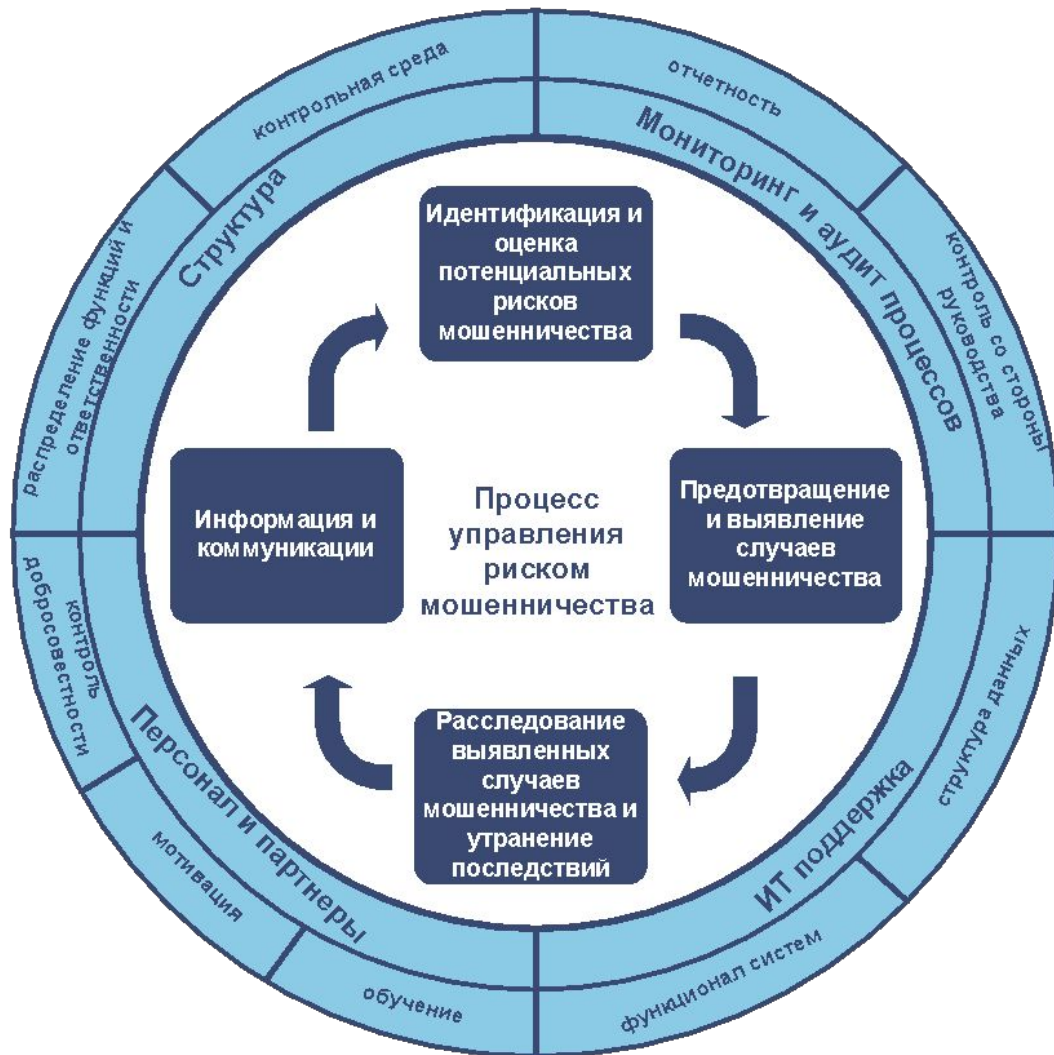 контрольная среда
отчетность
Структура
Мониторинг и аудит процессов
распределение функций и
ответственности
контроль со стороны
руководства
Идентификация и
оценка
потенциальных
рисков
мошенничества
Информация и
коммуникации
Процесс
управления
риском
мошенничества
Предотвращение
и выявление
случаев
мошенничества
Расследование
выявленных
случаев
мошенничества и
утранение
последствий
контроль
добросовестности
Персонал и партнеры
мотивация
обучение
ИТ поддержка
структура данных
функционал систем